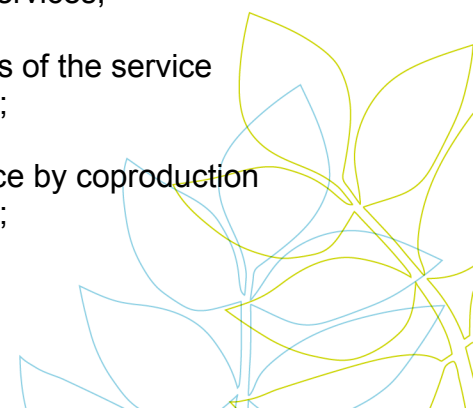 s of the service
;
ce by coproduction
;